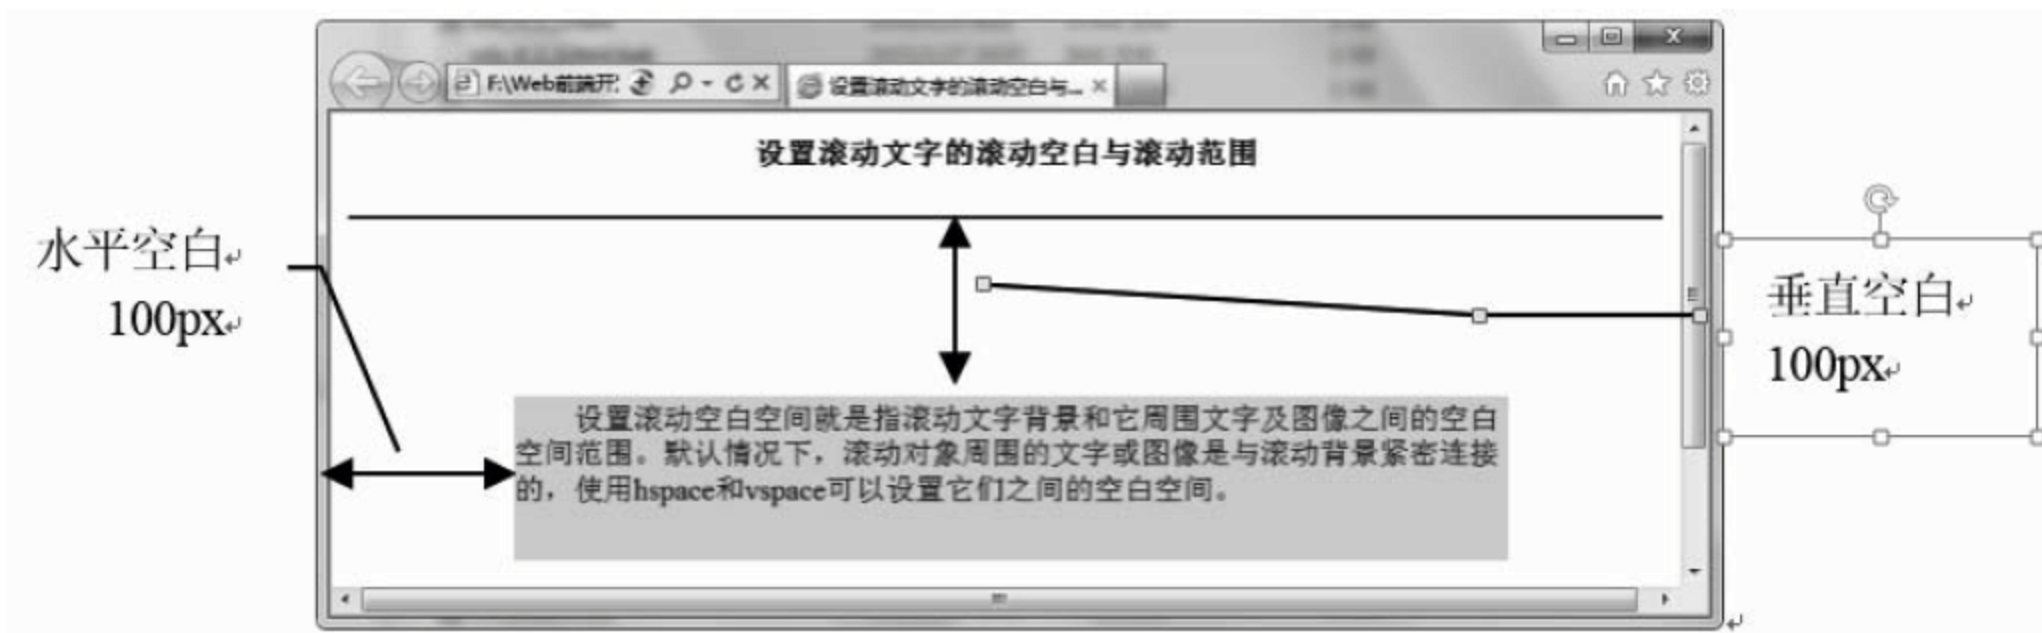 F:\Web前端开
设置滚动文字的滚动空白与...
设置滚动文字的滚动空白与滚动范围
水平空白
100px
垂直空白
100px
设置滚动空白空间就是指滚动文字背景和它周围文字及图像之间的空白
空间范围。默认情况下，滚动对象周围的文字或图像是与滚动背景紧密连接
的，使用hspace和vspace可以设置它们之间的空白空间。